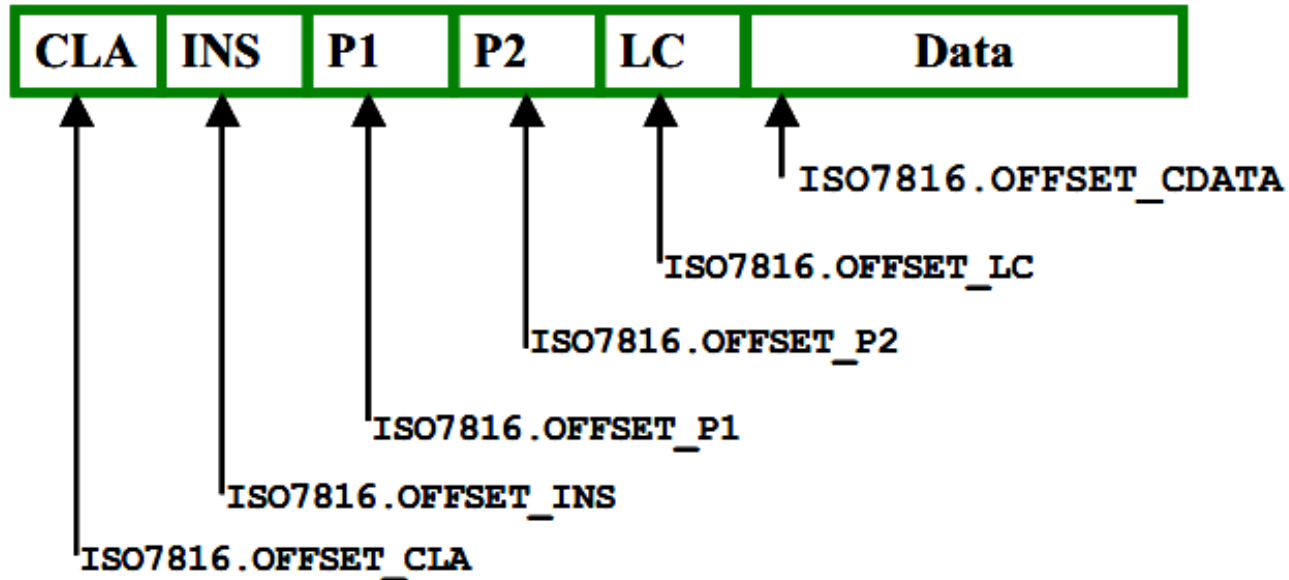 CLA INS P1 P2 LC Data
ISO7816.OFFSET_CDATA
ISO7816.OFFSET_LC
ISO7816.OFFSET_P2
ISO7816.OFFSET_P1
ISO7816.OFFSET_INS
ISO7816.OFFSET_CLA